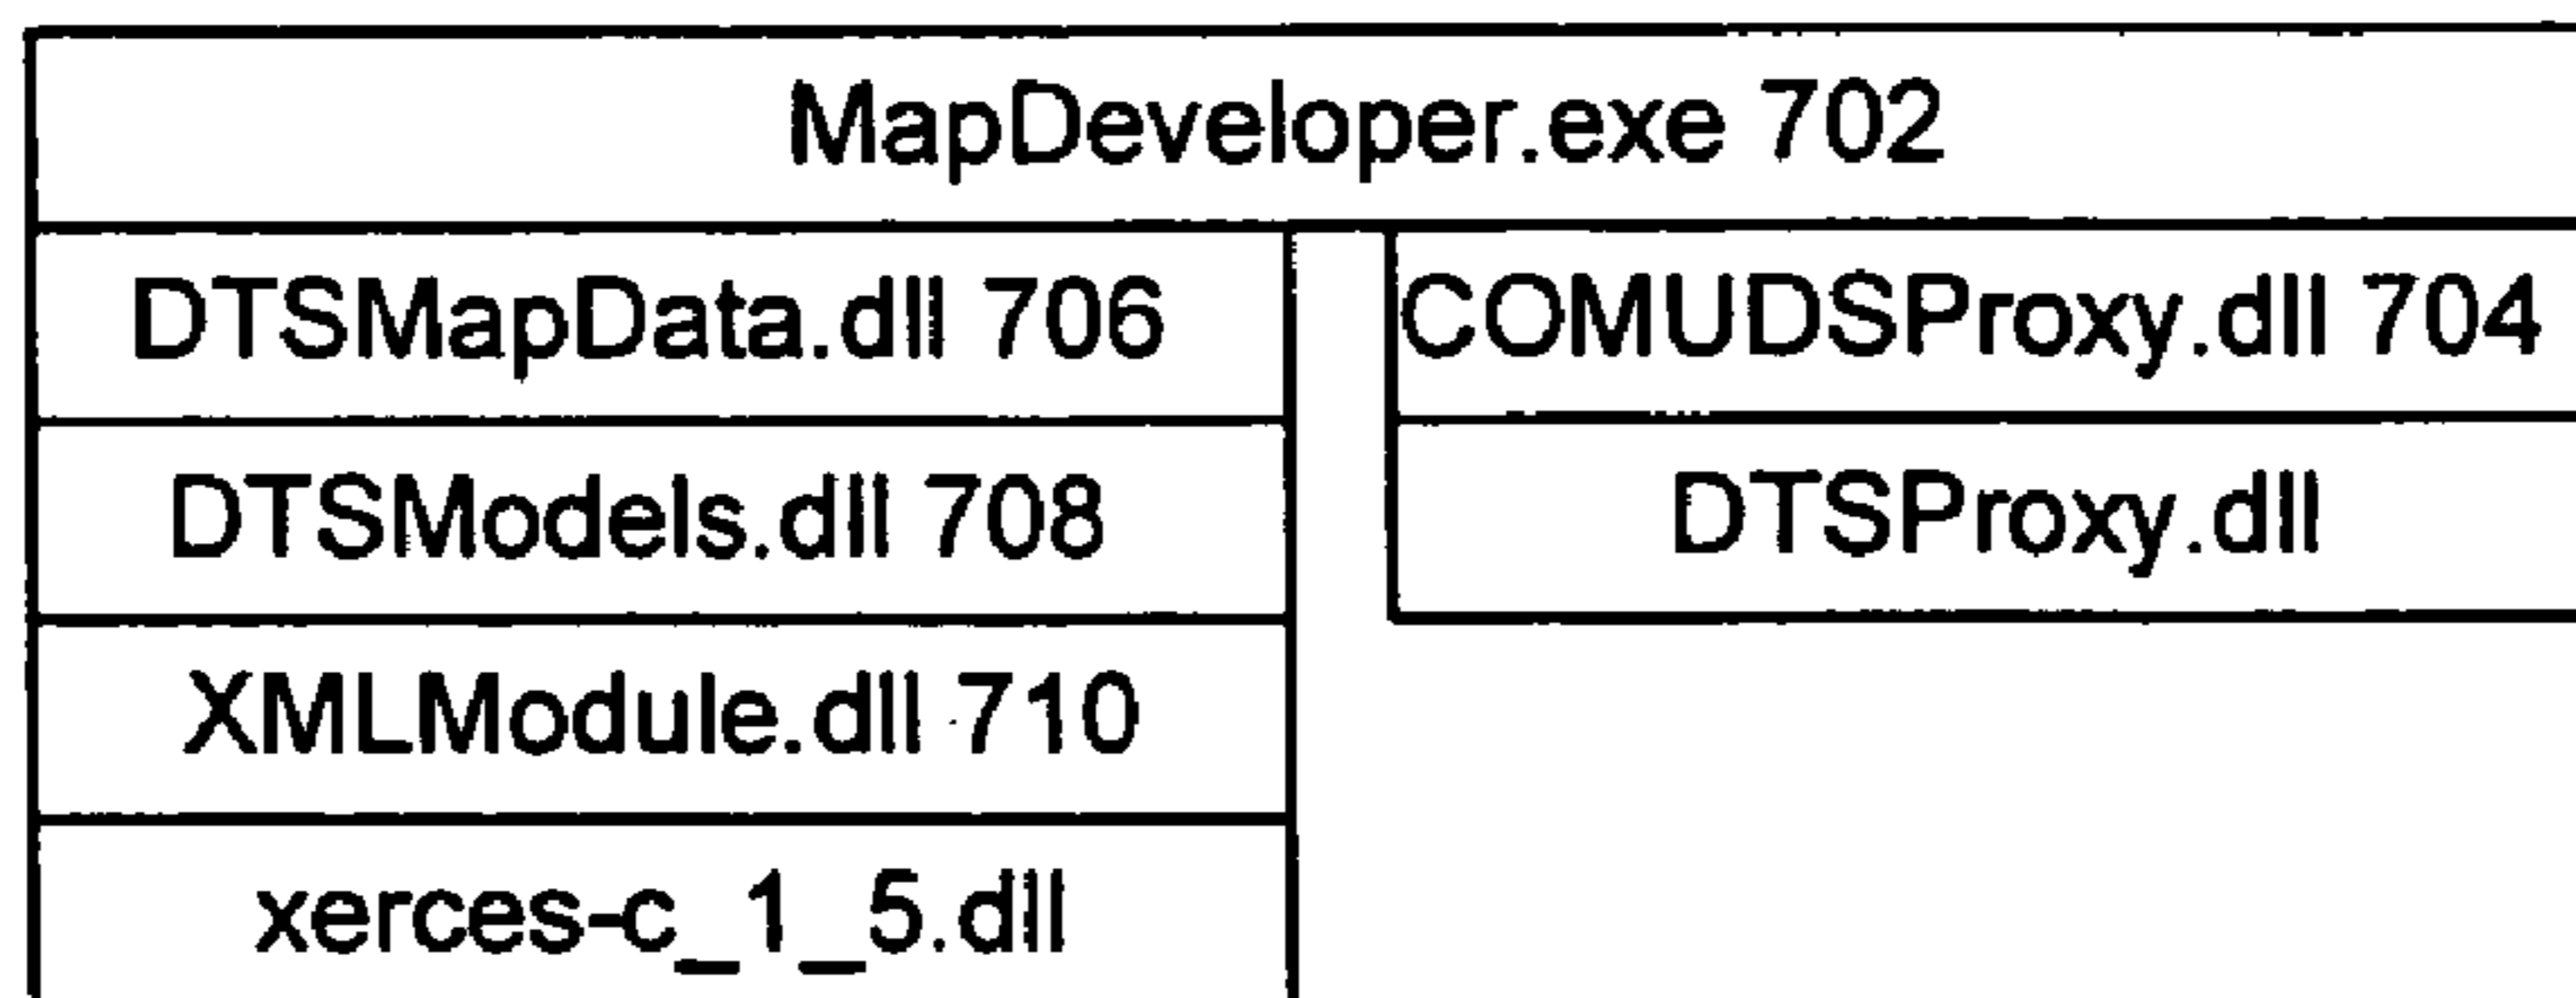 MapDeveloper.exe 702
DTSMapData.dll 706
COMUDSProxy.dll 704
DTSModels.dll 708
DTSProxy.dll
XMLModule.dll 710
xerces-c_1_5.dll